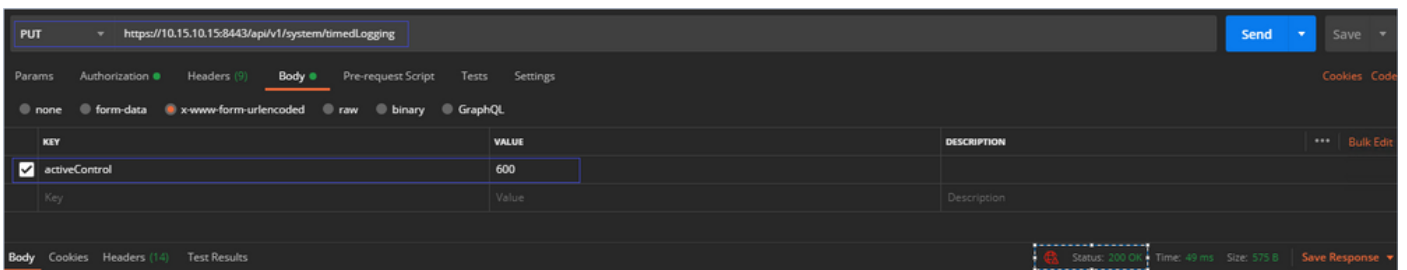 PUT https://10.15.10.15:8443/api/v1/system/timedLogging Send Save
Params Authorization Headers (9) Body Pre-request Script Tests Settings Cookies Code
none form-data x-www-form-urlencoded raw binary GraphQL
KEY VALUE DESCRIPTION ••• Bulk Edit
activeControl 600
Key Value Description
Body Cookies Headers (14) Test Results Status: 200 OK Time: 49 ms Size: 575 B Save Response